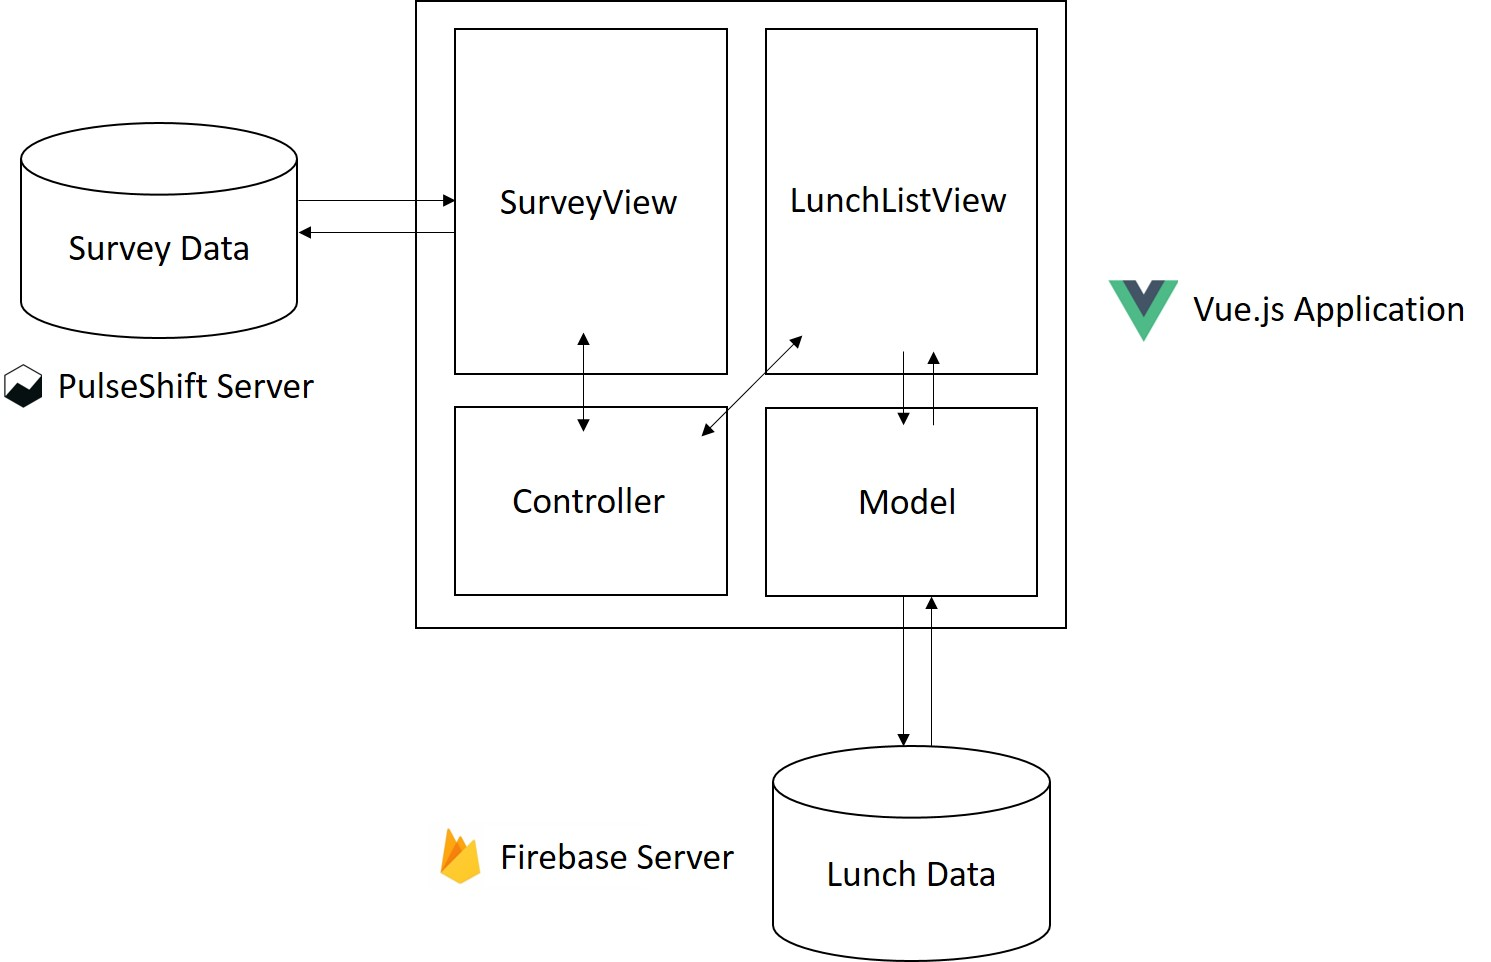 SurveyView
LunchListView
Survey Data
Vue.js Application
PulseShift Server
Controller
Model
Firebase Server
Lunch Data